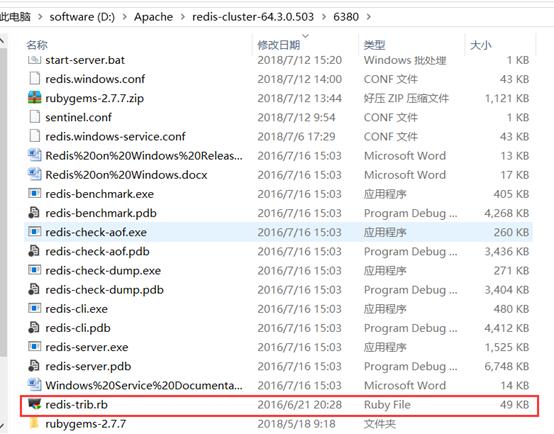 此电脑 › software (D:) › Apache › redis-cluster-64.3.0.503 › 6380
名称 修改日期 类型 大小
start-server.bat 2018/7/12 15:20 Windows 批处理 1 KB
redis.windows.conf 2018/7/12 14:00 CONF 文件 43 KB
rubygems-2.7.7.zip 2018/7/12 13:44 好压 ZIP 压缩文件 1,121 KB
sentinel.conf 2018/7/12 9:54 CONF 文件 1 KB
redis.windows-service.conf 2018/7/6 17:29 CONF 文件 43 KB
Redis%20on%20Windows%20Releas... 2016/7/16 15:03 Microsoft Word 13 KB
Redis%20on%20Windows.docx 2016/7/16 15:03 Microsoft Word 17 KB
redis-benchmark.exe 2016/7/16 15:03 应用程序 405 KB
redis-benchmark.pdb 2016/7/16 15:03 Program Debug ... 4,268 KB
redis-check-aof.exe 2016/7/16 15:03 应用程序 260 KB
redis-check-aof.pdb 2016/7/16 15:03 Program Debug ... 3,436 KB
redis-check-dump.exe 2016/7/16 15:03 应用程序 271 KB
redis-check-dump.pdb 2016/7/16 15:03 Program Debug ... 3,404 KB
redis-cli.exe 2016/7/16 15:03 应用程序 480 KB
redis-cli.pdb 2016/7/16 15:03 Program Debug ... 4,412 KB
redis-server.exe 2016/7/16 15:03 应用程序 1,525 KB
redis-server.pdb 2016/7/16 15:03 Program Debug ... 6,748 KB
Windows%20Service%20Documenta... 2016/7/16 15:03 Microsoft Word 14 KB
redis-trib.rb 2016/6/21 20:28 Ruby File 49 KB
rubygems-2.7.7 2018/5/18 9:18 文件夹